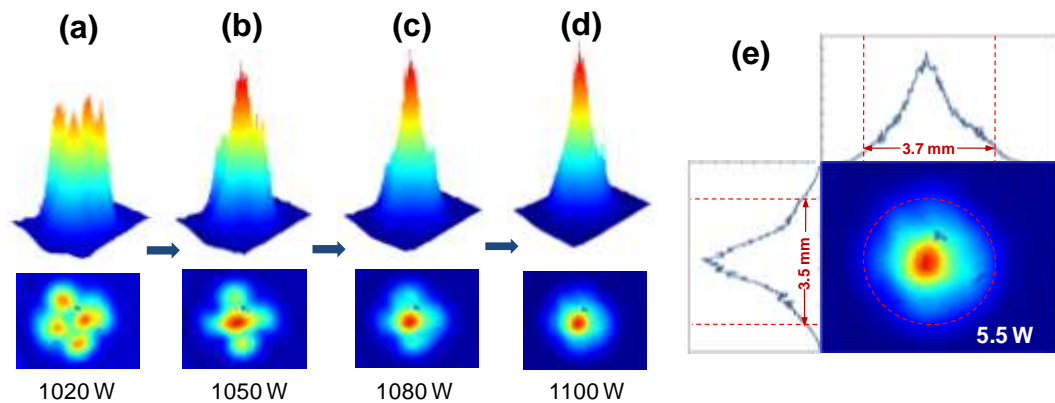 (a)
(b)
(c)
(d)
(e)
3.7 mm
3.5 mm
5.5 W
1020 W
1050 W
1080 W
1100 W